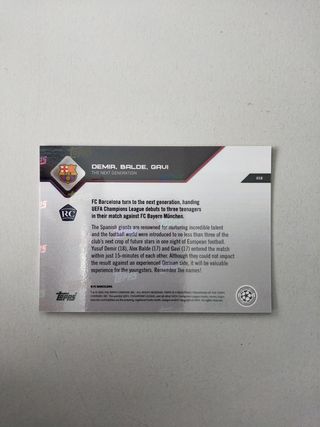 DEMIR, BALDE, GAVI
THE NEXT GENERATION
RC
FC Barcelona turn to the next generation, handing
UEFA Champions League debuts to three teenagers
in their match against FC Bayern München.
The Spanish grants are renowned for nurturing incredible talent
and the football world were introduced to no less than three of the
club's next crop of future stars in one night of European football.
Yusuf Demir (18), Alex Balde (17) and Gavi (17) entered the match
within just 15-minutes of each other. Although they could not impact
the result against an experienced German side, it will be valuable
experience for the youngsters. Remember the names!
FC BARCELONA
Topps